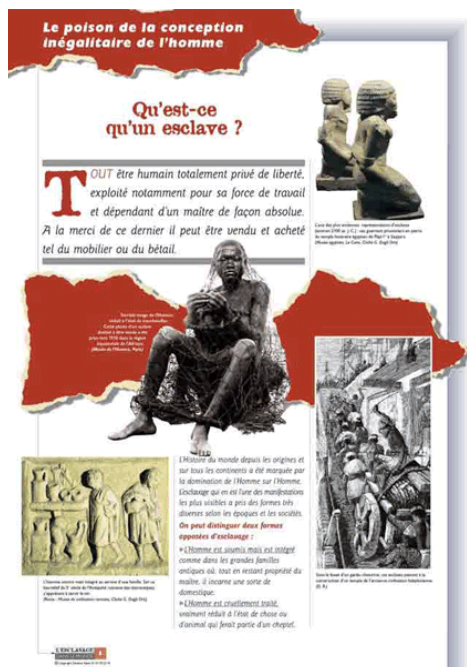 Le poison de la conception
inégalitaire de l'homme
Qu'est-ce
qu'un esclave ?
TOUT être humain totalement privé de liberté,
exploité notamment pour sa force de travail
et dépendant d'un maître de façon absolue.
A la merci de ce dernier il peut être vendu et acheté
tel du mobilier ou du bétail.
L'Histoire du monde depuis les origines et
sur tous les continents a été marquée par
la domination de l'Homme sur l'Homme.
L'esclavage qui en est l'une des manifestations
les plus visibles a pris des formes très
diverses selon les époques et les sociétés.
On peut distinguer deux formes
opposées d'esclavage :
L'Homme est soumis mais est intégré
comme dans les grandes familles
antiques où, tout en restant propriété du
maître, il incarne une sorte de
domestique.
L'Homme est cruellement traité,
vraiment réduit à l'état de chose ou
d'animal qui ferait partie d'un cheptel.
L'ESCLAVAGE